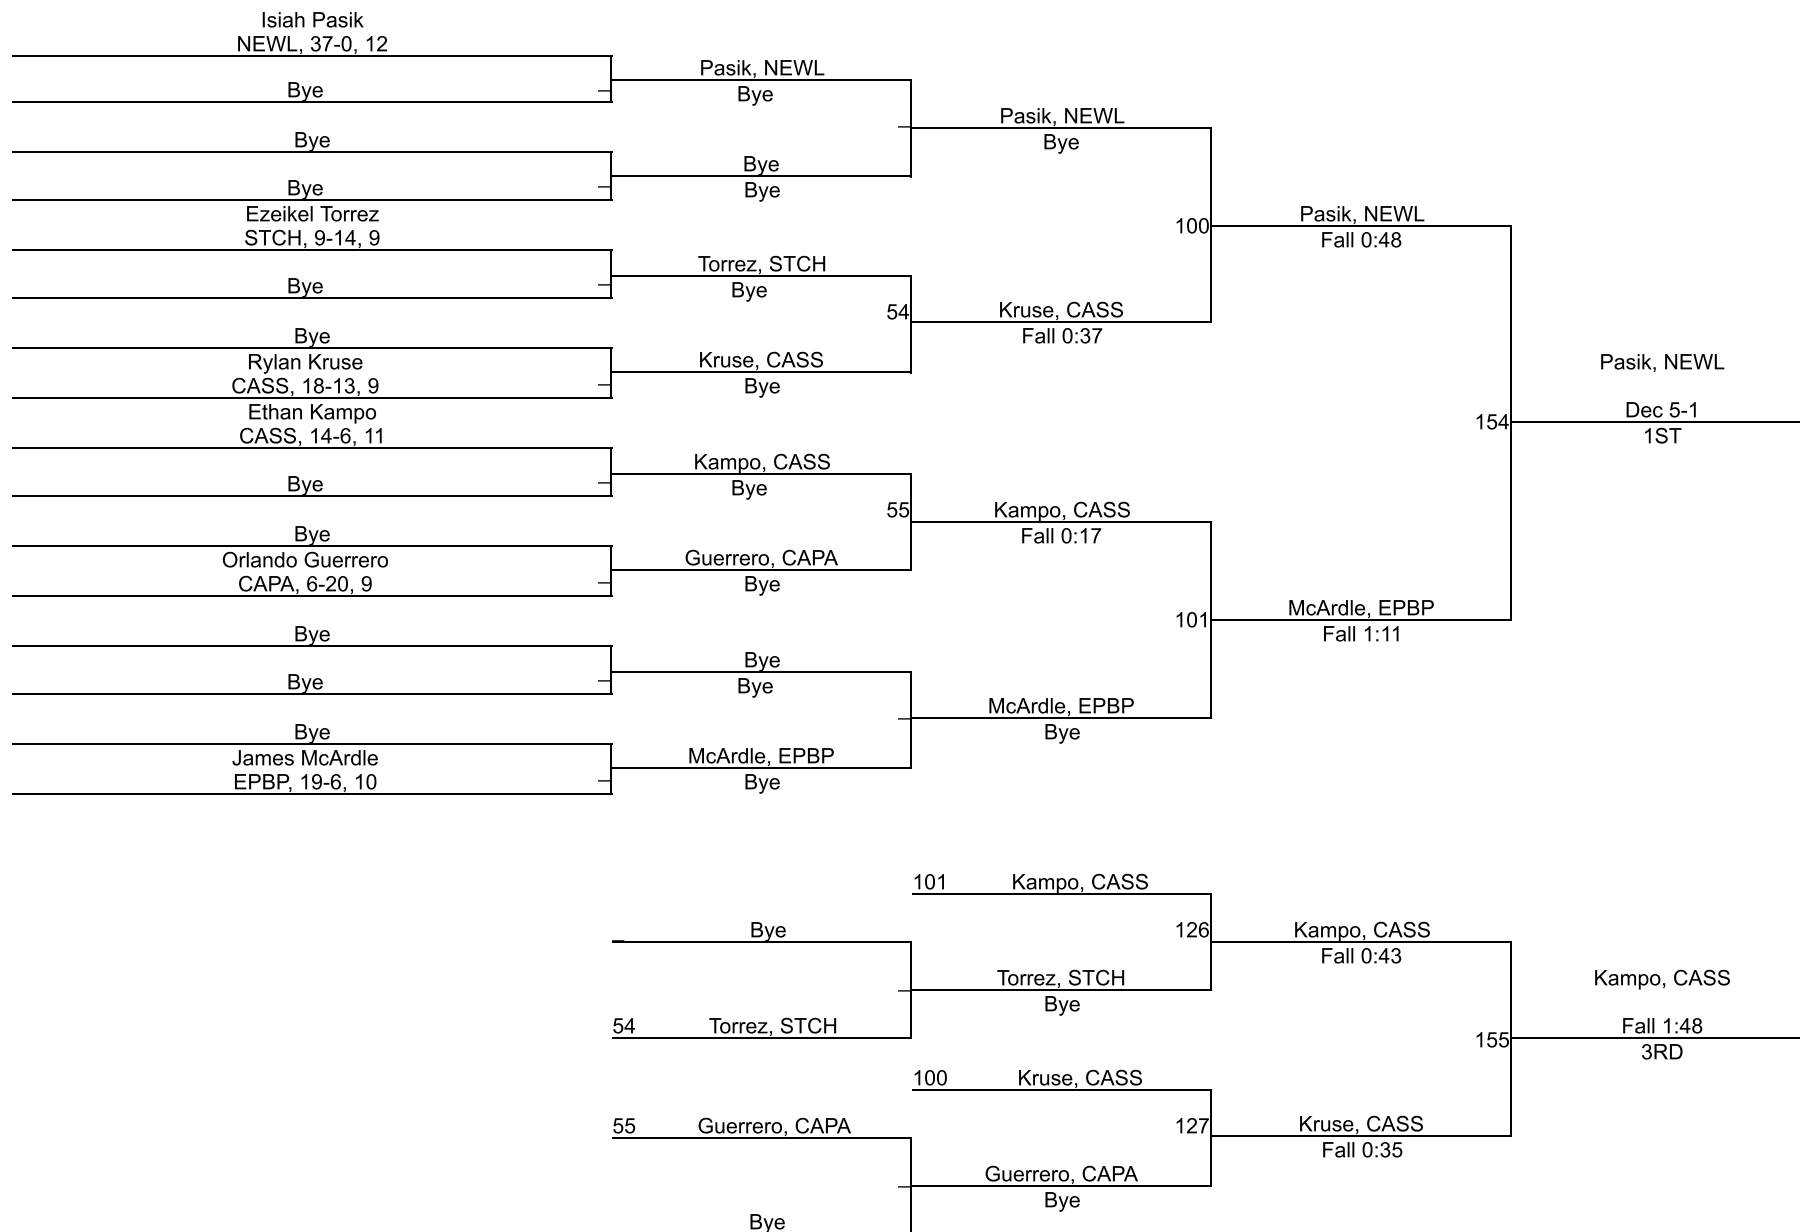 Isiah Pasik
NEWL, 37-0, 12
Bye
Bye
Bye
Ezeikel Torrez
STCH, 9-14, 9
Bye
Bye
Rylan Kruse
CASS, 18-13, 9
Ethan Kampo
CASS, 14-6, 11
Bye
Bye
Orlando Guerrero
CAPA, 6-20, 9
Bye
Bye
Bye
James McArdle
EPBP, 19-6, 10
Pasik, NEWL
Bye
Bye
Bye
Torrez, STCH
Bye
54
Kruse, CASS
Bye
Kampo, CASS
Bye
55
Guerrero, CAPA
Bye
Bye
Bye
McArdle, EPBP
Bye
Pasik, NEWL
Bye
100
Kruse, CASS
Fall 0:37
Kampo, CASS
Fall 0:17
101
McArdle, EPBP
Bye
Pasik, NEWL
Fall 0:48
154
McArdle, EPBP
Fall 1:11
Pasik, NEWL
Dec 5-1
1ST
101 Kampo, CASS
Bye
126
Torrez, STCH
Bye
54 Torrez, STCH
100 Kruse, CASS
55 Guerrero, CAPA
127
Guerrero, CAPA
Bye
Bye
Kampo, CASS
Fall 0:43
155
Kruse, CASS
Fall 0:35
Kampo, CASS
Fall 1:48
3RD